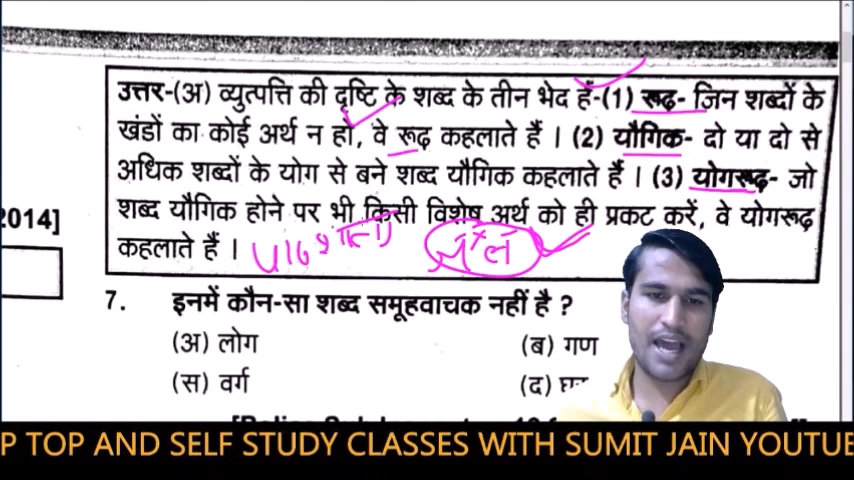 उत्तर-(अ) व्युत्पत्ति की दृष्टि के शब्द के तीन भेद हैं-(1) रूढ़- जिन शब्दों के
खंडों का कोई अर्थ न हो, वे रूढ़ कहलाते हैं । (2) यौगिक- दो या दो से
अधिक शब्दों के योग से बने शब्द यौगिक कहलाते हैं । (3) योगरूढ़- जो
शब्द यौगिक होने पर भी किसी विशेष अर्थ को ही प्रकट करें, वे योगरूढ़
2014]
कहलाते हैं ।
7. इनमें कौन-सा शब्द समूहवाचक नहीं है ?
(अ) लोग (ब) गण
(स) वर्ग (द)
P TOP AND SELF STUDY CLASSES WITH SUMIT JAIN YOUTUBE